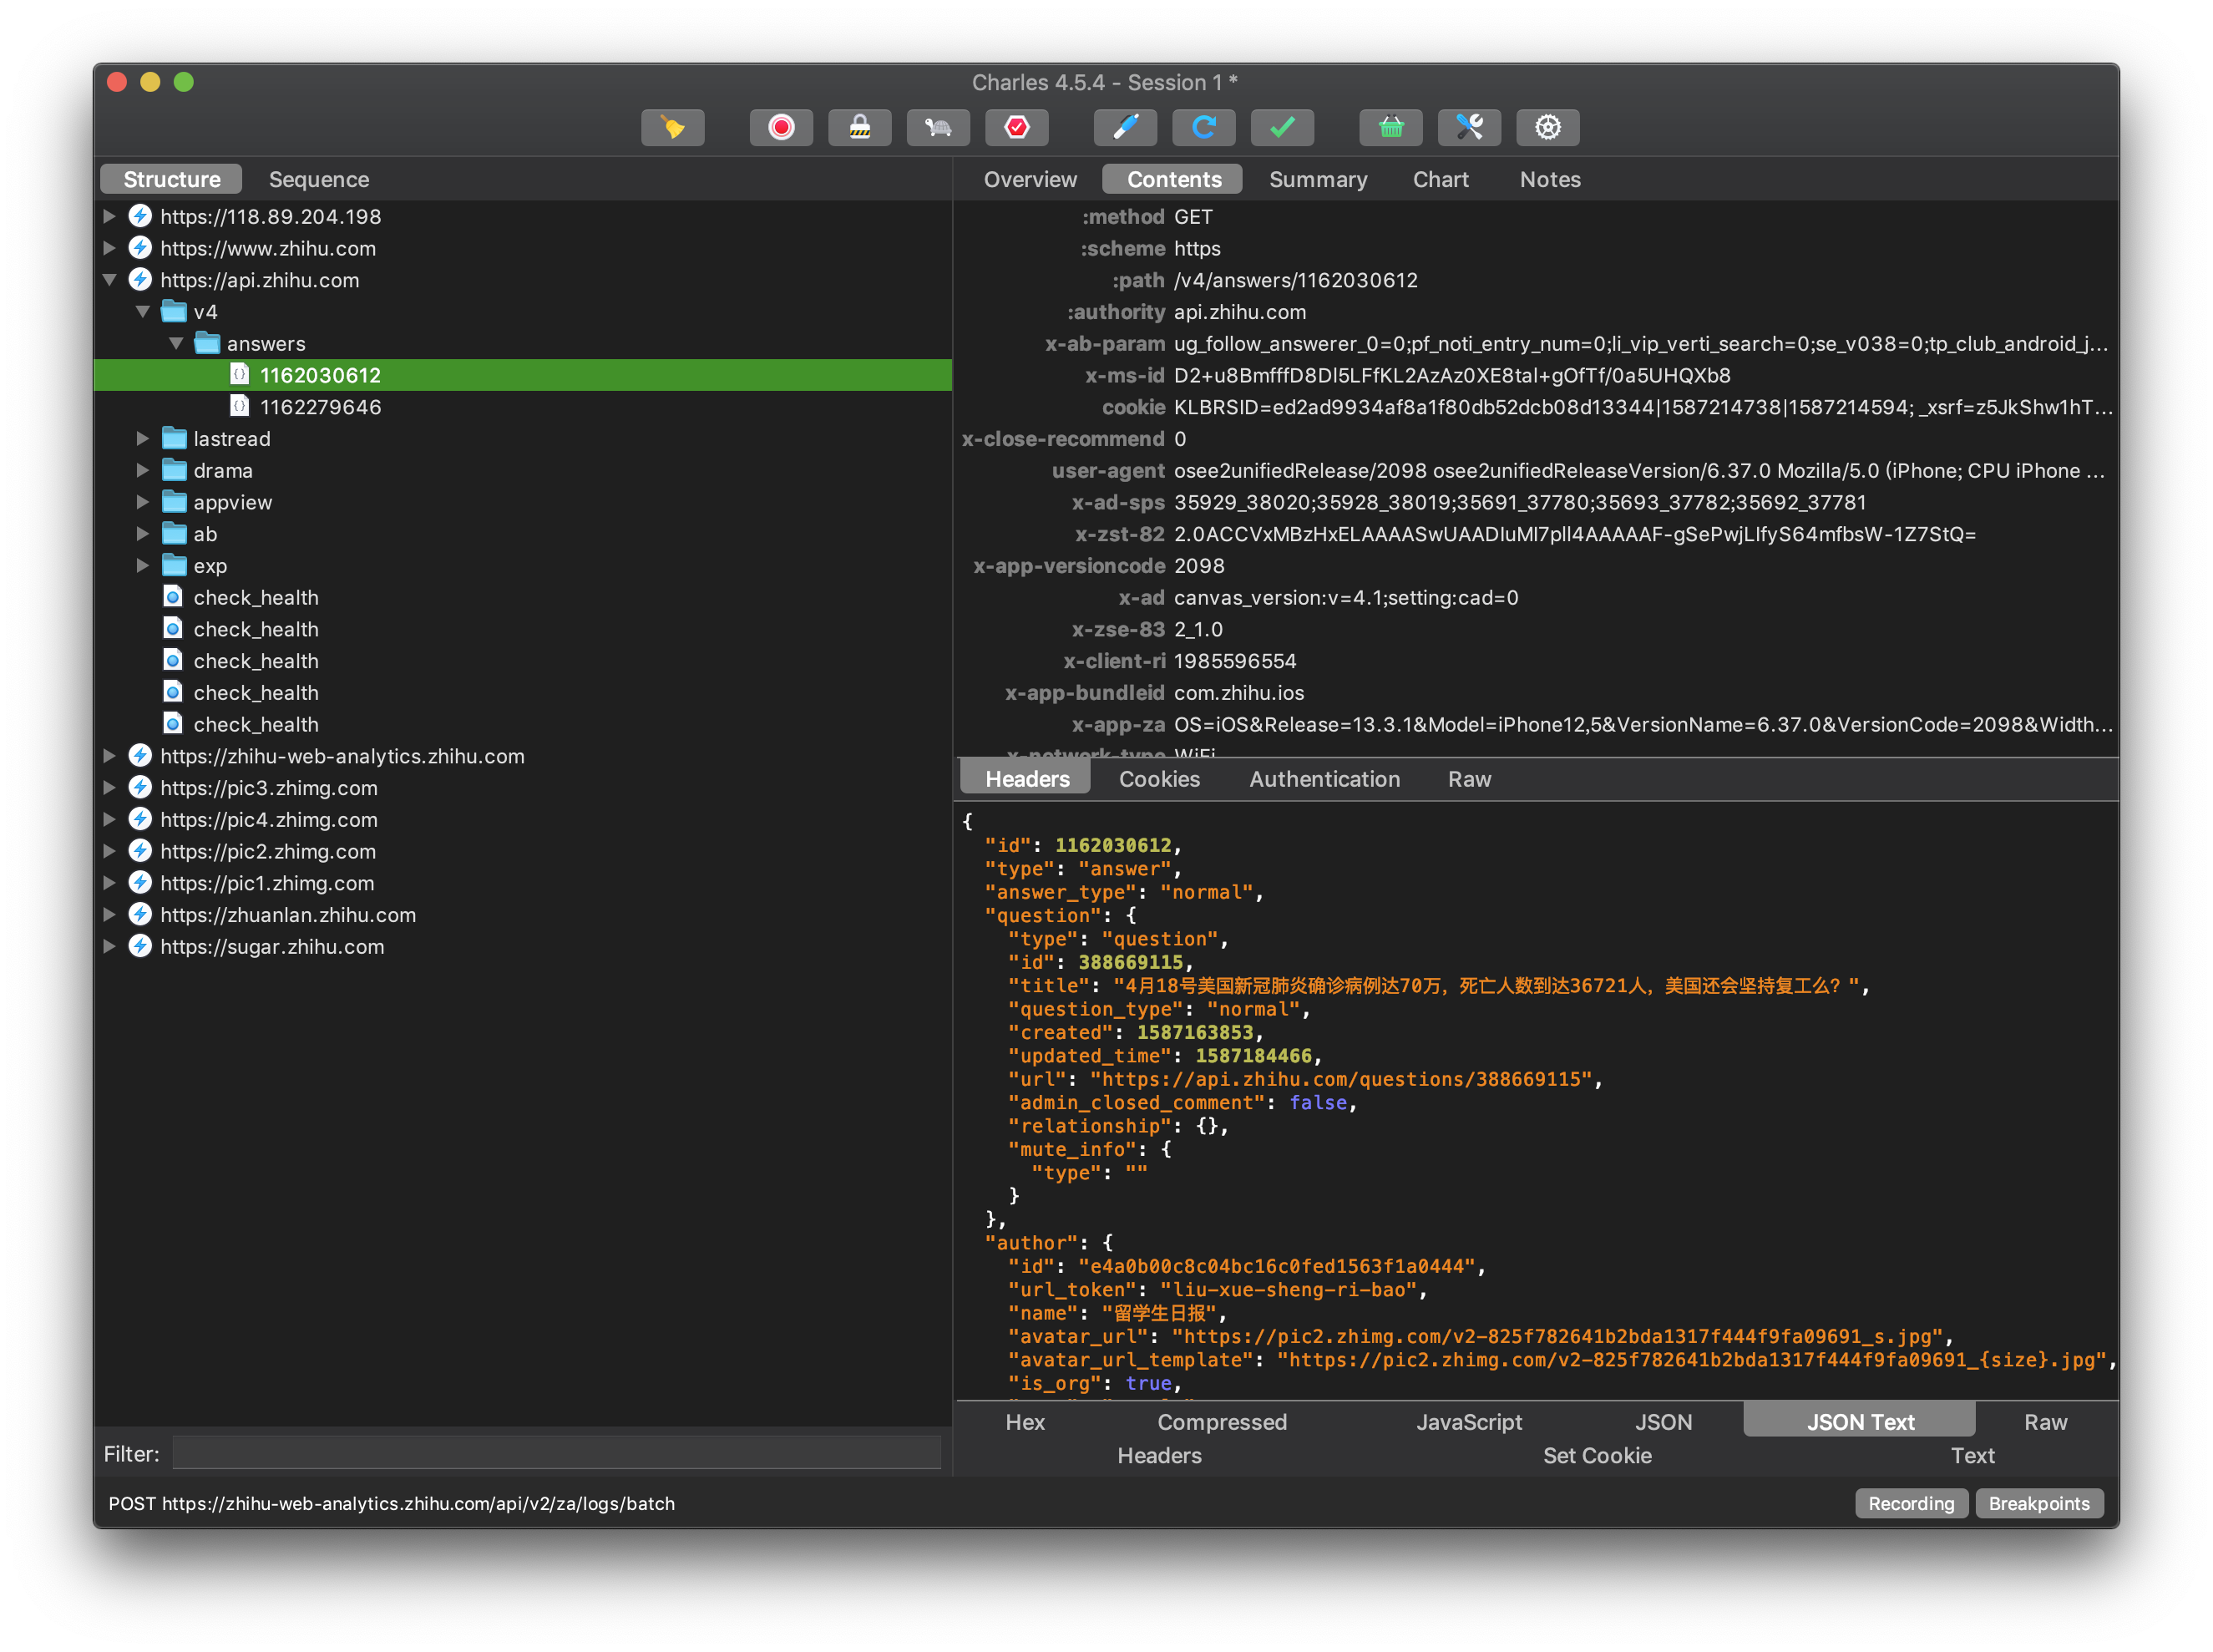 Charles 4.5.4 - Session 1 *
Structure
Sequence
https://118.89.204.198
https://www.zhihu.com
https://api.zhihu.com
v4
answers
1162030612
1162279646
lastread
drama
appview
ab
exp
check_health
check_health
check_health
check_health
check_health
https://zhihu-web-analytics.zhihu.com
https://pic3.zhimg.com
https://pic4.zhimg.com
https://pic2.zhimg.com
https://pic1.zhimg.com
https://zhuanlan.zhihu.com
https://sugar.zhihu.com
Filter:
Overview Contents Summary Chart Notes
:method GET
:scheme https
:path /v4/answers/1162030612
:authority api.zhihu.com
x-ab-param ug_follow_answerer_0=0;pf_noti_entry_num=0;li_vip_verti_search=0;se_v038=0;tp_club_android_j...
x-ms-id D2+u8BmfffD8Dl5LFfKL2AzAz0XE8tal+gOfTf/0a5UHQXb8
cookie KLBRSID=ed2ad9934af8a1f80db52dcb08d13344|1587214738|1587214594; _xsrf=z5JkShw1hT...
x-close-recommend 0
user-agent osee2unifiedRelease/2098 osee2unifiedReleaseVersion/6.37.0 Mozilla/5.0 (iPhone; CPU iPhone ...
x-ad-sps 35929_38020;35928_38019;35691_37780;35693_37782;35692_37781
x-zst-82 2.0ACCVxMBzHxELAAAASwUAADIuMI7pll4AAAAAF-gSePwjLIfyS64mfbsW-1Z7StQ=
x-app-versioncode 2098
x-ad canvas_version:v=4.1;setting:cad=0
x-zse-83 2_1.0
x-client-ri 1985596554
x-app-bundleid com.zhihu.ios
x-app-za OS=iOS&Release=13.3.1&Model=iPhone12,5&VersionName=6.37.0&VersionCode=2098&Width...
x-network-type WiFi
Headers Cookies Authentication Raw
{
"id": 1162030612,
"type": "answer",
"answer_type": "normal",
"question": {
"type": "question",
"id": 388669115,
"title": "4月18号美国新冠肺炎确诊病例达70万，死亡人数到达36721人，美国还会坚持复工么？",
"question_type": "normal",
"created": 1587163853,
"updated_time": 1587184466,
"url": "https://api.zhihu.com/questions/388669115",
"admin_closed_comment": false,
"relationship": {},
"mute_info": {
"type": ""
}
},
"author": {
"id": "e4a0b00c8c04bc16c0fed1563f1a0444",
"url_token": "liu-xue-sheng-ri-bao",
"name": "留学生日报",
"avatar_url": "https://pic2.zhimg.com/v2-825f782641b2bda1317f444f9fa09691_s.jpg",
"avatar_url_template": "https://pic2.zhimg.com/v2-825f782641b2bda1317f444f9fa09691_{size}.jpg",
"is_org": true,
Hex Compressed JavaScript JSON JSON Text Raw
Headers Set Cookie Text
POST https://zhihu-web-analytics.zhihu.com/api/v2/za/logs/batch
Recording Breakpoints